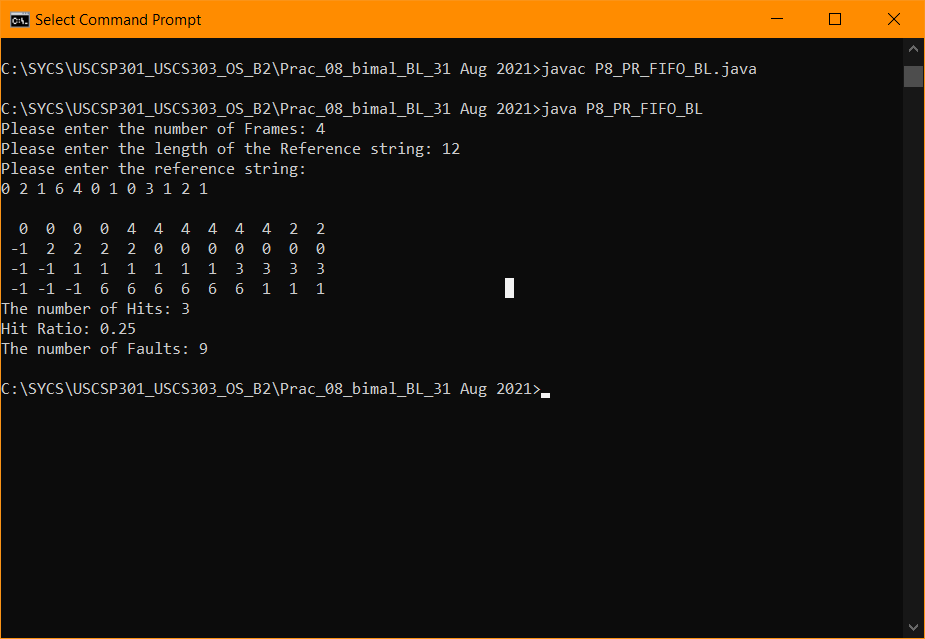 Select Command Prompt
C:\SYCS\USCSP301_USCS303_OS_B2\Prac_08_bimal_BL_31 Aug 2021>javac P8_PR_FIFO_BL.java
C:\SYCS\USCSP301_USCS303_OS_B2\Prac_08_bimal_BL_31 Aug 2021>java P8_PR_FIFO_BL
Please enter the number of Frames: 4
Please enter the length of the Reference string: 12
Please enter the reference string:
0 2 1 6 4 0 1 0 3 1 2 1
0 0 0 0 4 4 4 4 4 4 2 2
-1 2 2 2 2 0 0 0 0 0 0 0
-1 -1 1 1 1 1 1 1 3 3 3 3
-1 -1 -1 6 6 6 6 6 6 1 1 1
The number of Hits: 3
Hit Ratio: 0.25
The number of Faults: 9
C:\SYCS\USCSP301_USCS303_OS_B2\Prac_08_bimal_BL_31 Aug 2021>